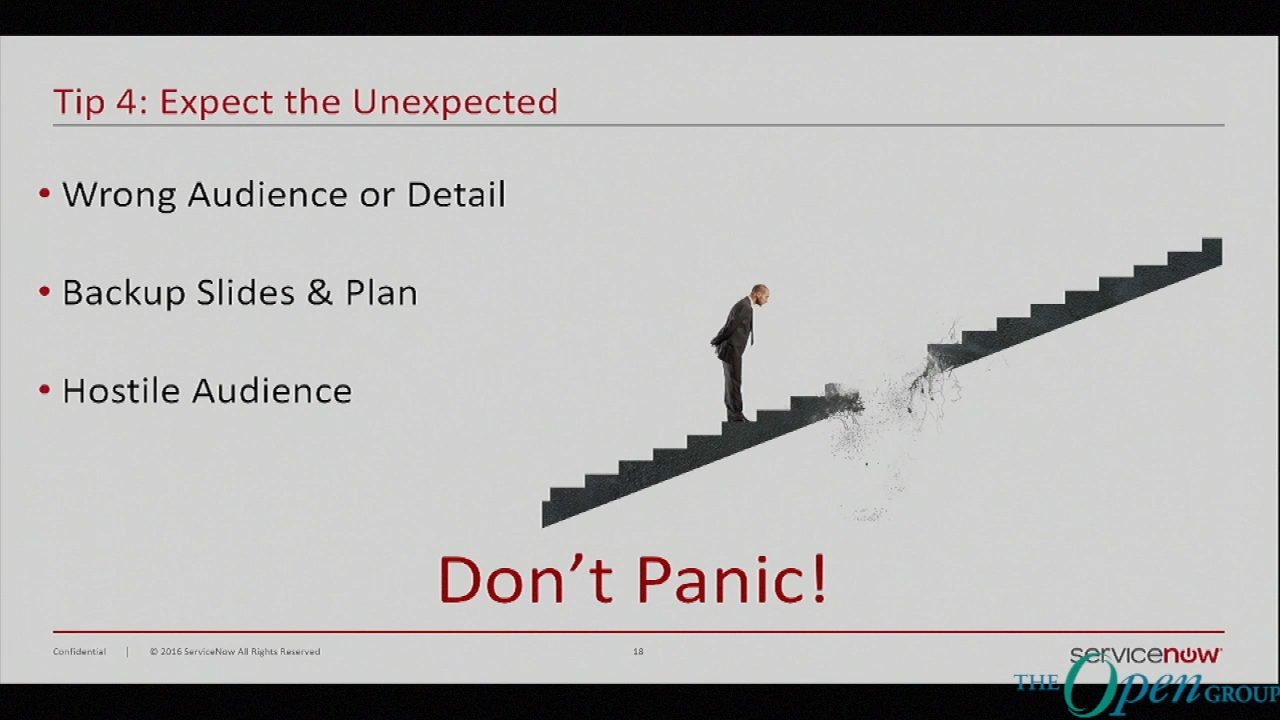 Tip 4: Expect the Unexpected
• Wrong Audience or Detail
• Backup Slides & Plan
• Hostile Audience
Don’t Panic!
Confidential | © 2016 ServiceNow All Rights Reserved 18
servicenow
THE Open GROUP